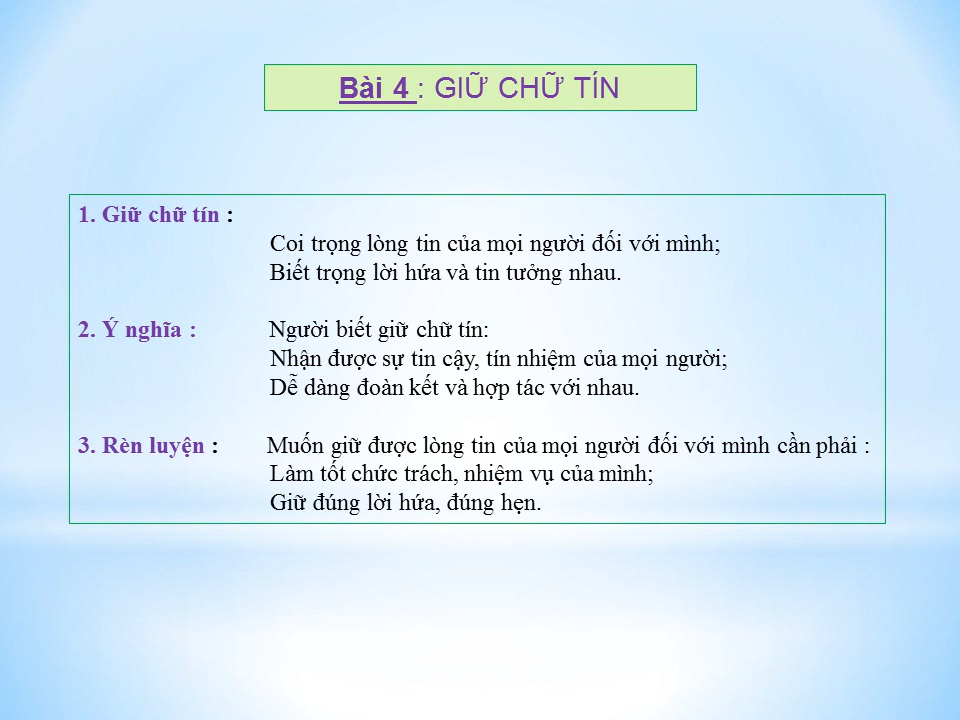 Bài 4 : GIỮ CHỮ TÍN
1. Giữ chữ tín :
Coi trọng lòng tin của mọi người đối với mình;
Biết trọng lời hứa và tin tưởng nhau.
2. Ý nghĩa : Người biết giữ chữ tín:
Nhận được sự tin cậy, tín nhiệm của mọi người;
Dễ dàng đoàn kết và hợp tác với nhau.
3. Rèn luyện : Muốn giữ được lòng tin của mọi người đối với mình cần phải :
Làm tốt chức trách, nhiệm vụ của mình;
Giữ đúng lời hứa, đúng hẹn.